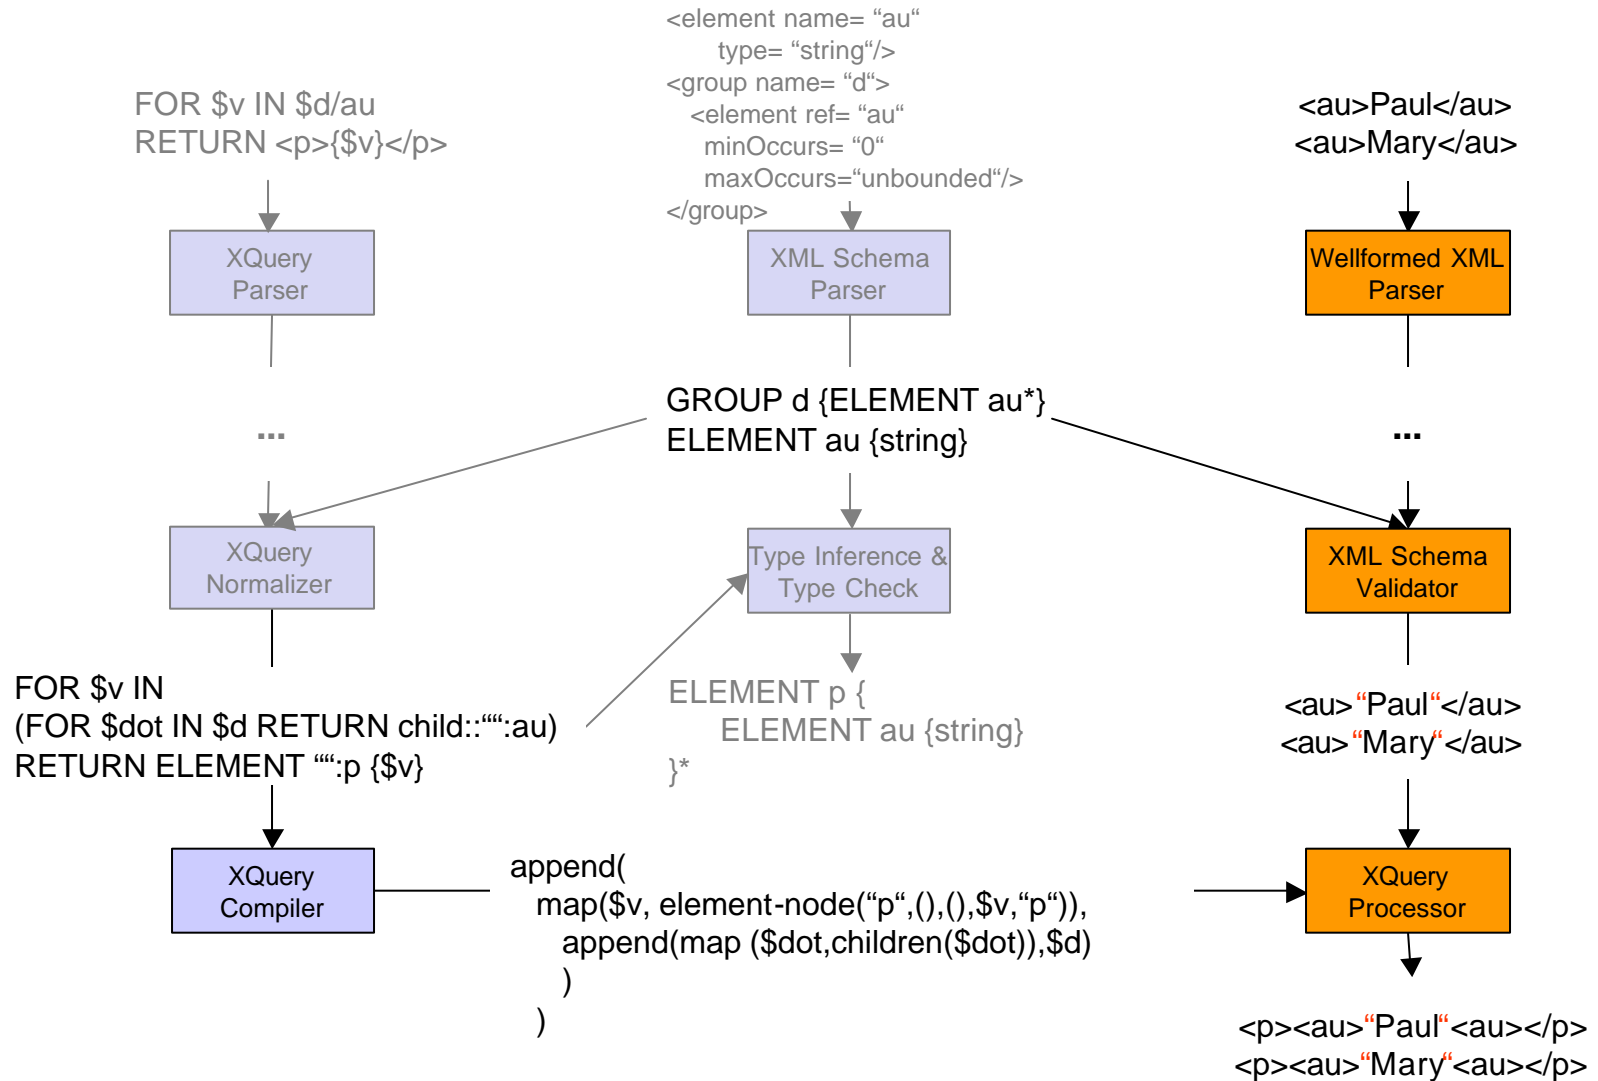 FOR $v IN $d/au
RETURN <p>{$v}</p>
XQuery
Parser
...
XQuery
Normalizer
FOR $v IN
(FOR $dot IN $d RETURN child::““:au)
RETURN ELEMENT ““:p {$v}
XQuery
Compiler
<element name= “au“
type= “string“/>
<group name= “d“>
<element ref= “au“
minOccurs= “0“
maxOccurs=“unbounded“/>
</group>
XML Schema
Parser
GROUP d {ELEMENT au*}
ELEMENT au {string}
Type Inference &
Type Check
ELEMENT p {
ELEMENT au {string}
}*
append(
map($v, element-node(“p“,(),(),$v,“p“)),
append(map ($dot,children($dot)),$d)
)
)
<au>Paul</au>
<au>Mary</au>
Wellformed XML
Parser
...
XML Schema
Validator
<au>“Paul“</au>
<au>“Mary“</au>
XQuery
Processor
<p><au>“Paul“<au></p>
<p><au>“Mary“<au></p>